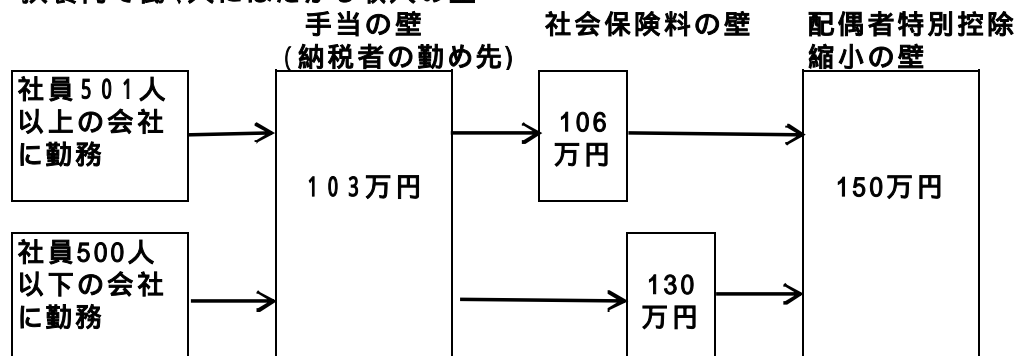 手当の壁
(納税者の勤め先)
社会保険料の壁
配偶者特別控除
縮小の壁
社員501人
以上の会社
に勤務
103万円
106
万円
150万円
社員500人
以下の会社
に勤務
130
万円